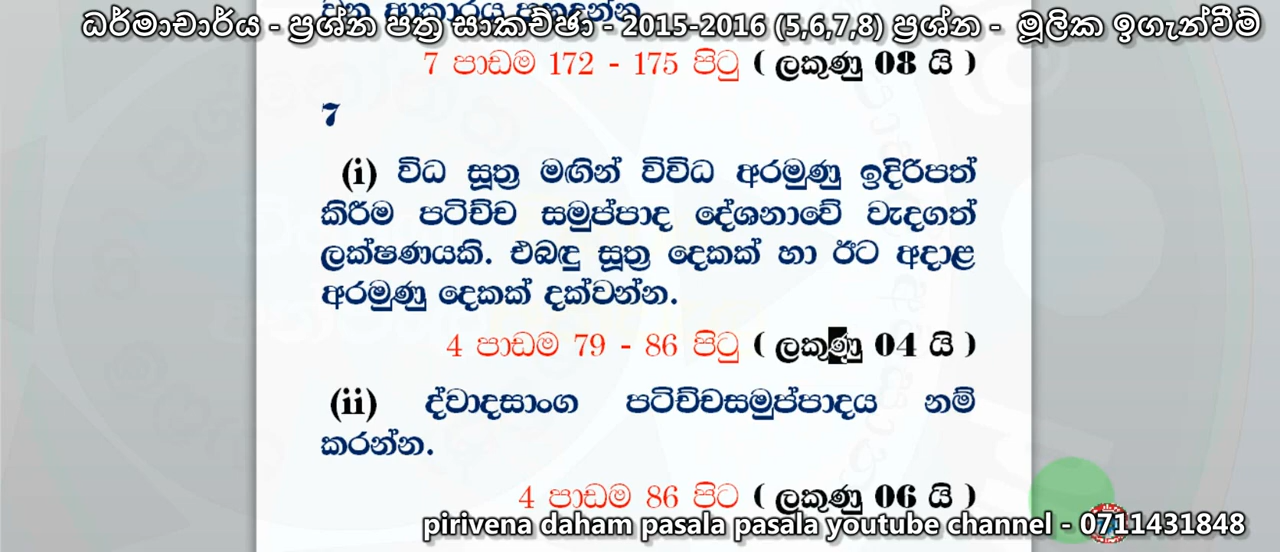 ධර්මාචාර්ය - ප්‍රශ්න පත්‍ර සාකච්ඡා - 2015-2016 (5,6,7,8) ප්‍රශ්න - මූලික ඉගැන්වීම්
7 පාඩම 172 - 175 පිටු ( ලකුණු 08 යි )
7
(i) විධ සූත්‍ර මඟින් විවිධ අරමුණු ඉදිරිපත්
කිරීම පටිච්ච සමුප්පාද දේශනාවේ වැදගත්
ලක්ෂණයකි. එබඳු සූත්‍ර දෙකක් හා ඊට අදාළ
අරමුණු දෙකක් දක්වන්න.
4 පාඩම 79 - 86 පිටු ( ලකුණු 04 යි )
(ii) ද්වාදසාංග පටිච්චසමුප්පාදය නම්
කරන්න.
4 පාඩම 86 පිට ( ලකුණු 06 යි )
pirivena daham pasala pasala youtube channel - 0711431848